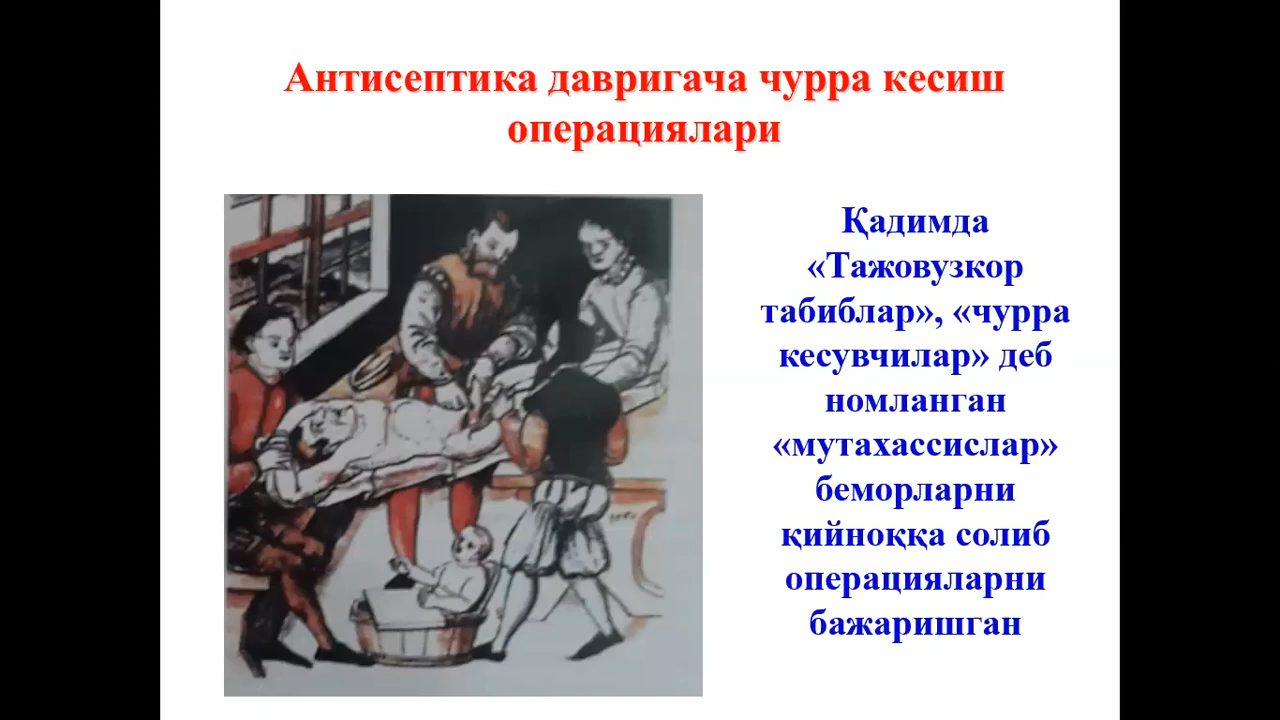 Антисептика давригача чурра кесиш
операциялари
Қадимда
«Тажовузкор
табиблар», «чурра
кесувчилар» деб
номланган
«мутахассислар»
беморларни
қийноққа солиб
операцияларни
бажаришган